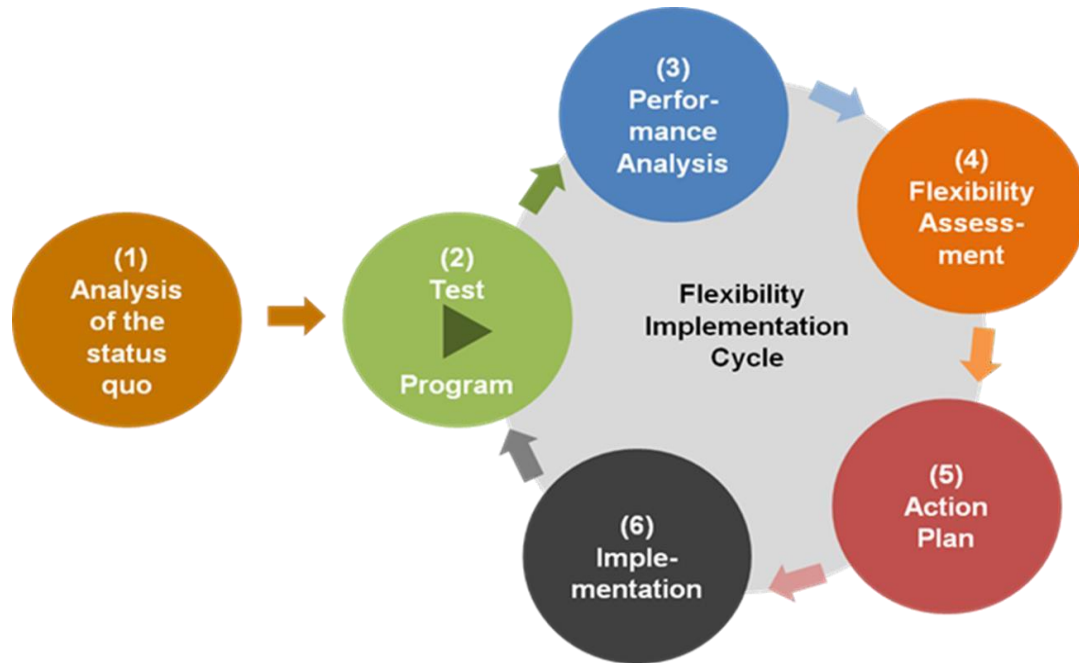 (1)
Analysis
of the
status
quo
(2)
Test
Program
(3)
Perfor-
mance
Analysis
(4)
Flexibility
Assess-
ment
(5)
Action
Plan
(6)
Imple-
mentation
Flexibility
Implementation
Cycle